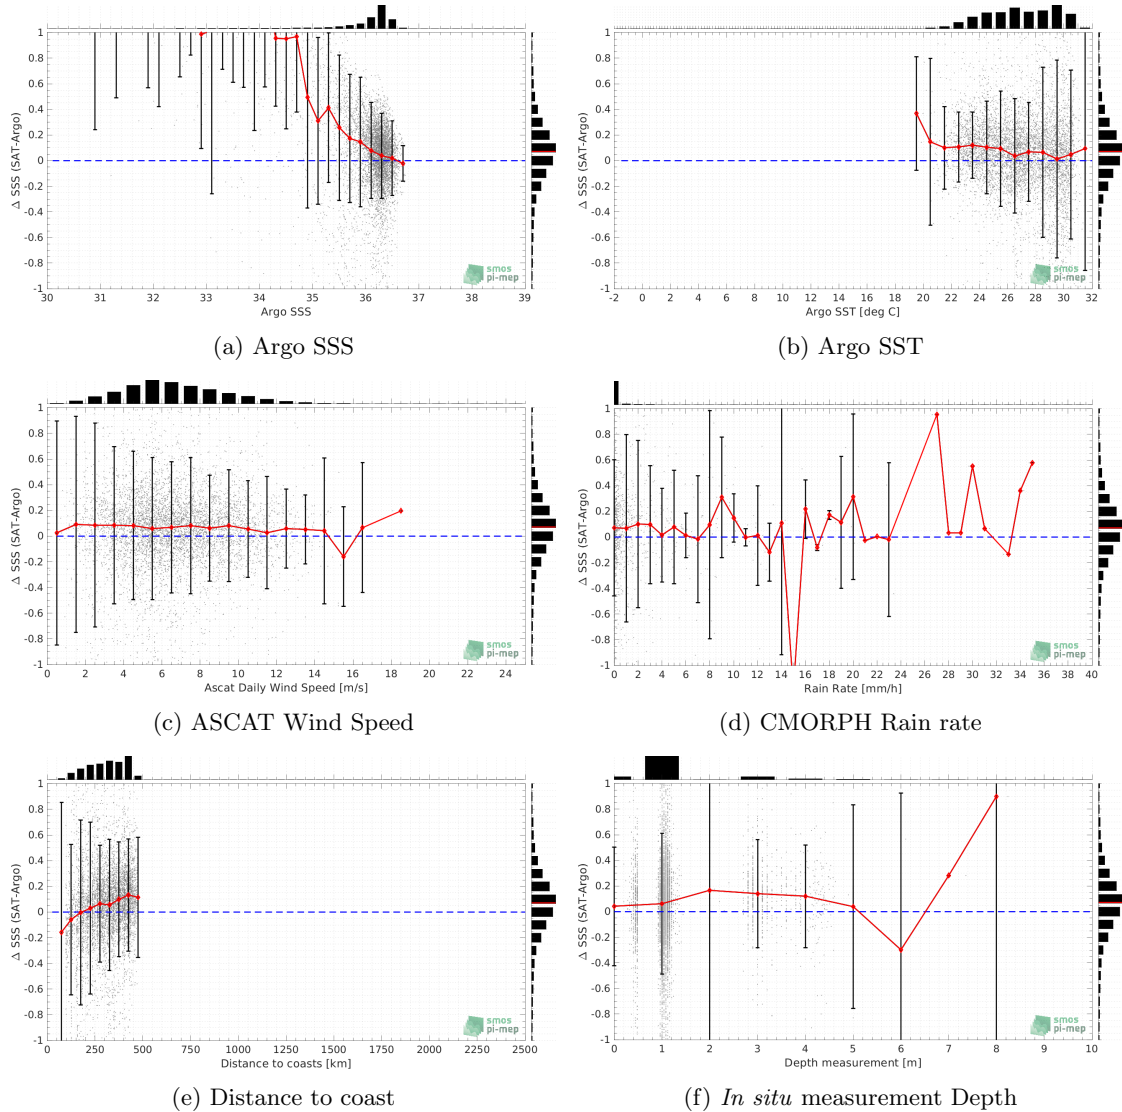 1
0.8
0.6
0.4
0.2
0
-0.2
-0.4
-0.6
-0.8
-1
Δ SSS (SAT-Argo)
smos
pi-mep
30 31 32 33 34 35 36 37 38 39
Argo SSS
(a) Argo SSS
1
0.8
0.6
0.4
0.2
0
-0.2
-0.4
-0.6
-0.8
-1
Δ SSS (SAT-Argo)
smos
pi-mep
-2 0 2 4 6 8 10 12 14 16 18 20 22 24 26 28 30 32
Argo SST [deg C]
(b) Argo SST
1
0.8
0.6
0.4
0.2
0
-0.2
-0.4
-0.6
-0.8
-1
Δ SSS (SAT-Argo)
smos
pi-mep
0 2 4 6 8 10 12 14 16 18 20 22 24
Ascat Daily Wind Speed [m/s]
(c) ASCAT Wind Speed
1
0.8
0.6
0.4
0.2
0
-0.2
-0.4
-0.6
-0.8
-1
Δ SSS (SAT-Argo)
smos
pi-mep
0 2 4 6 8 10 12 14 16 18 20 22 24 26 28 30 32 34 36 38 40
Rain Rate [mm/h]
(d) CMORPH Rain rate
1
0.8
0.6
0.4
0.2
0
-0.2
-0.4
-0.6
-0.8
-1
Δ SSS (SAT-Argo)
smos
pi-mep
0 250 500 750 1000 1250 1500 1750 2000 2250 2500
Distance to coasts [km]
(e) Distance to coast
1
0.8
0.6
0.4
0.2
0
-0.2
-0.4
-0.6
-0.8
-1
Δ SSS (SAT-Argo)
smos
pi-mep
0 1 2 3 4 5 6 7 8 9 10
Depth measurement [m]
(f) In situ measurement Depth